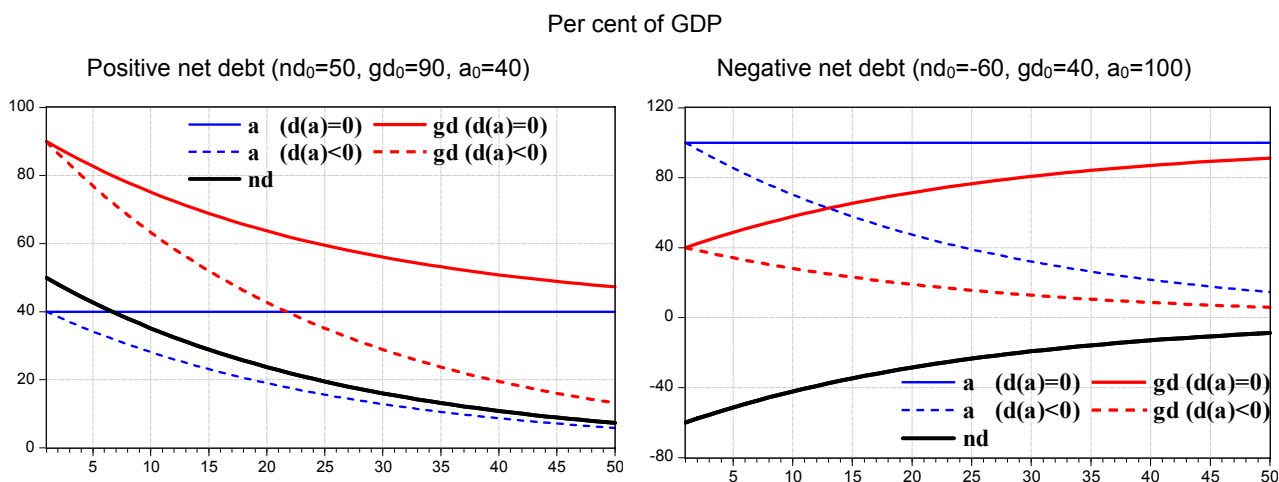 Per cent of GDP
Positive net debt (nd₀=50, gd₀=90, a₀=40)
100
80
60
40
20
0
a (d(a)=0) gd (d(a)=0)
a (d(a)<0) gd (d(a)<0)
nd
5 10 15 20 25 30 35 40 45 50
Negative net debt (nd₀=-60, gd₀=40, a₀=100)
120
80
40
0
-40
-80
a (d(a)=0) gd (d(a)=0)
a (d(a)<0) gd (d(a)<0)
nd
5 10 15 20 25 30 35 40 45 50